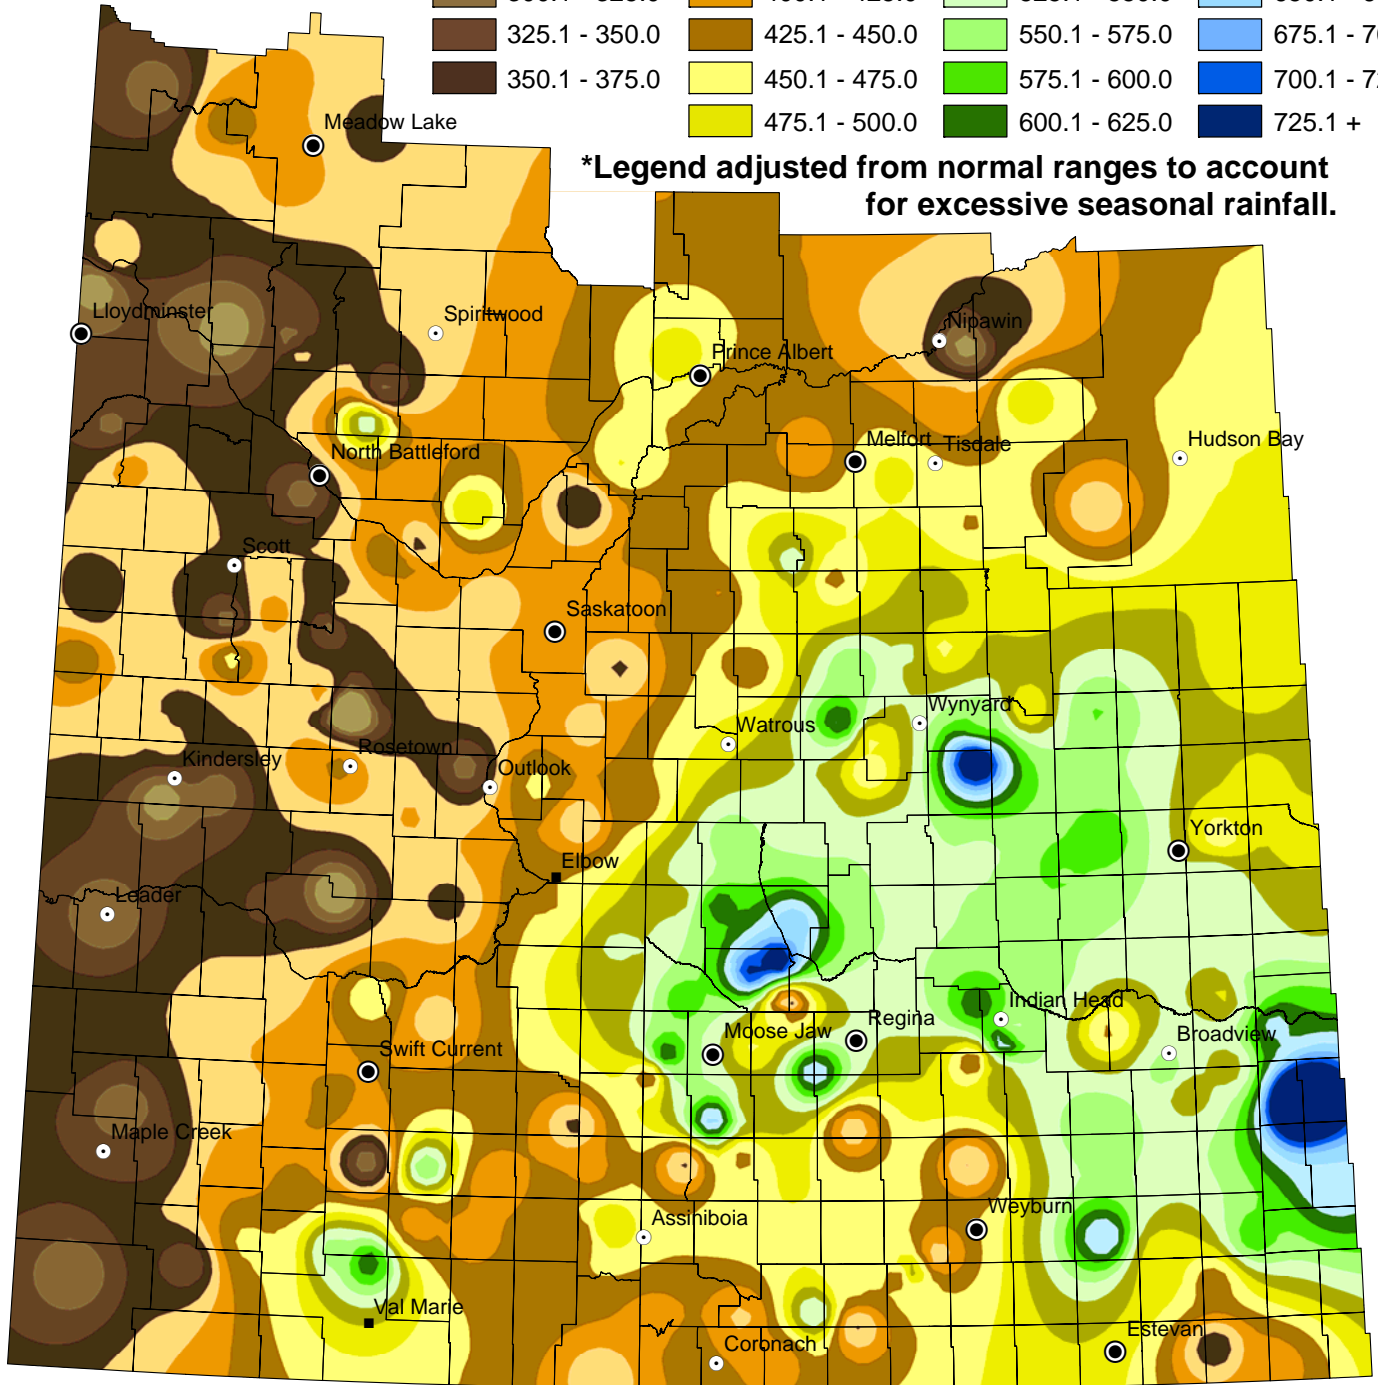 325.1 - 350.0
425.1 - 450.0
550.1 - 575.0
350.1 - 375.0
450.1 - 475.0
575.1 - 600.0
475.1 - 500.0
600.1 - 625.0
725.1 +
*Legend adjusted from normal ranges to account
for excessive seasonal rainfall.
Meadow Lake
Lloydminster
Spiritwood
Nipawin
Prince Albert
North Battleford
Melfort
Tisdale
Hudson Bay
Scott
Saskatoon
Watrous
Wynyard
Kindersley
Rosetown
Outlook
Yorkton
Elbow
Leader
Indian Head
Moose Jaw
Regina
Broadview
Swift Current
Maple Creek
Assiniboia
Weyburn
Val Marie
Coronach
Estevan